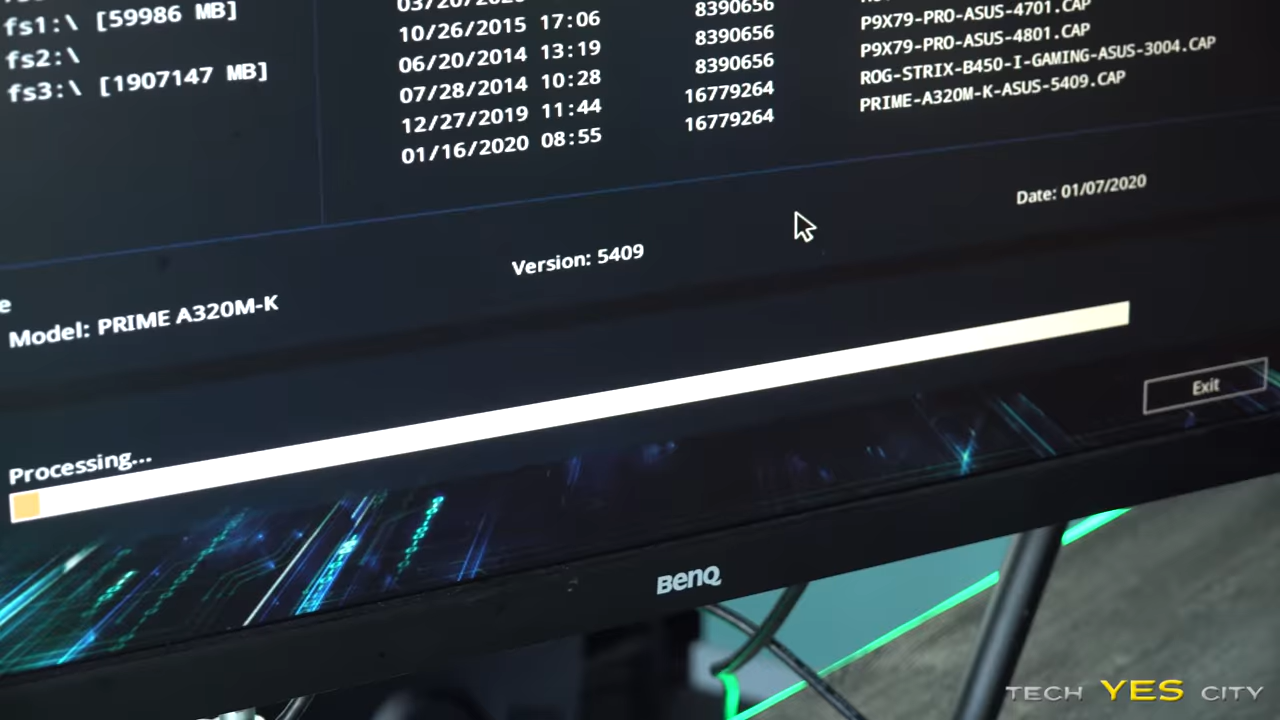 fs1:\ [59986 MB]
fs2:\
fs3:\ [1907147 MB]
10/26/2015 17:06
06/20/2014 13:19
07/28/2014 10:28
12/27/2019 11:44
01/16/2020 08:55
8390656
8390656
8390656
16779264
16779264
P9X79-PRO-ASUS-4701.CAP
P9X79-PRO-ASUS-4801.CAP
ROG-STRIX-B450-I-GAMING-ASUS-3004.CAP
PRIME-A320M-K-ASUS-5409.CAP
Model: PRIME A320M-K
Version: 5409
Date: 01/07/2020
Processing...
Exit
BenQ
TECH YES CITY